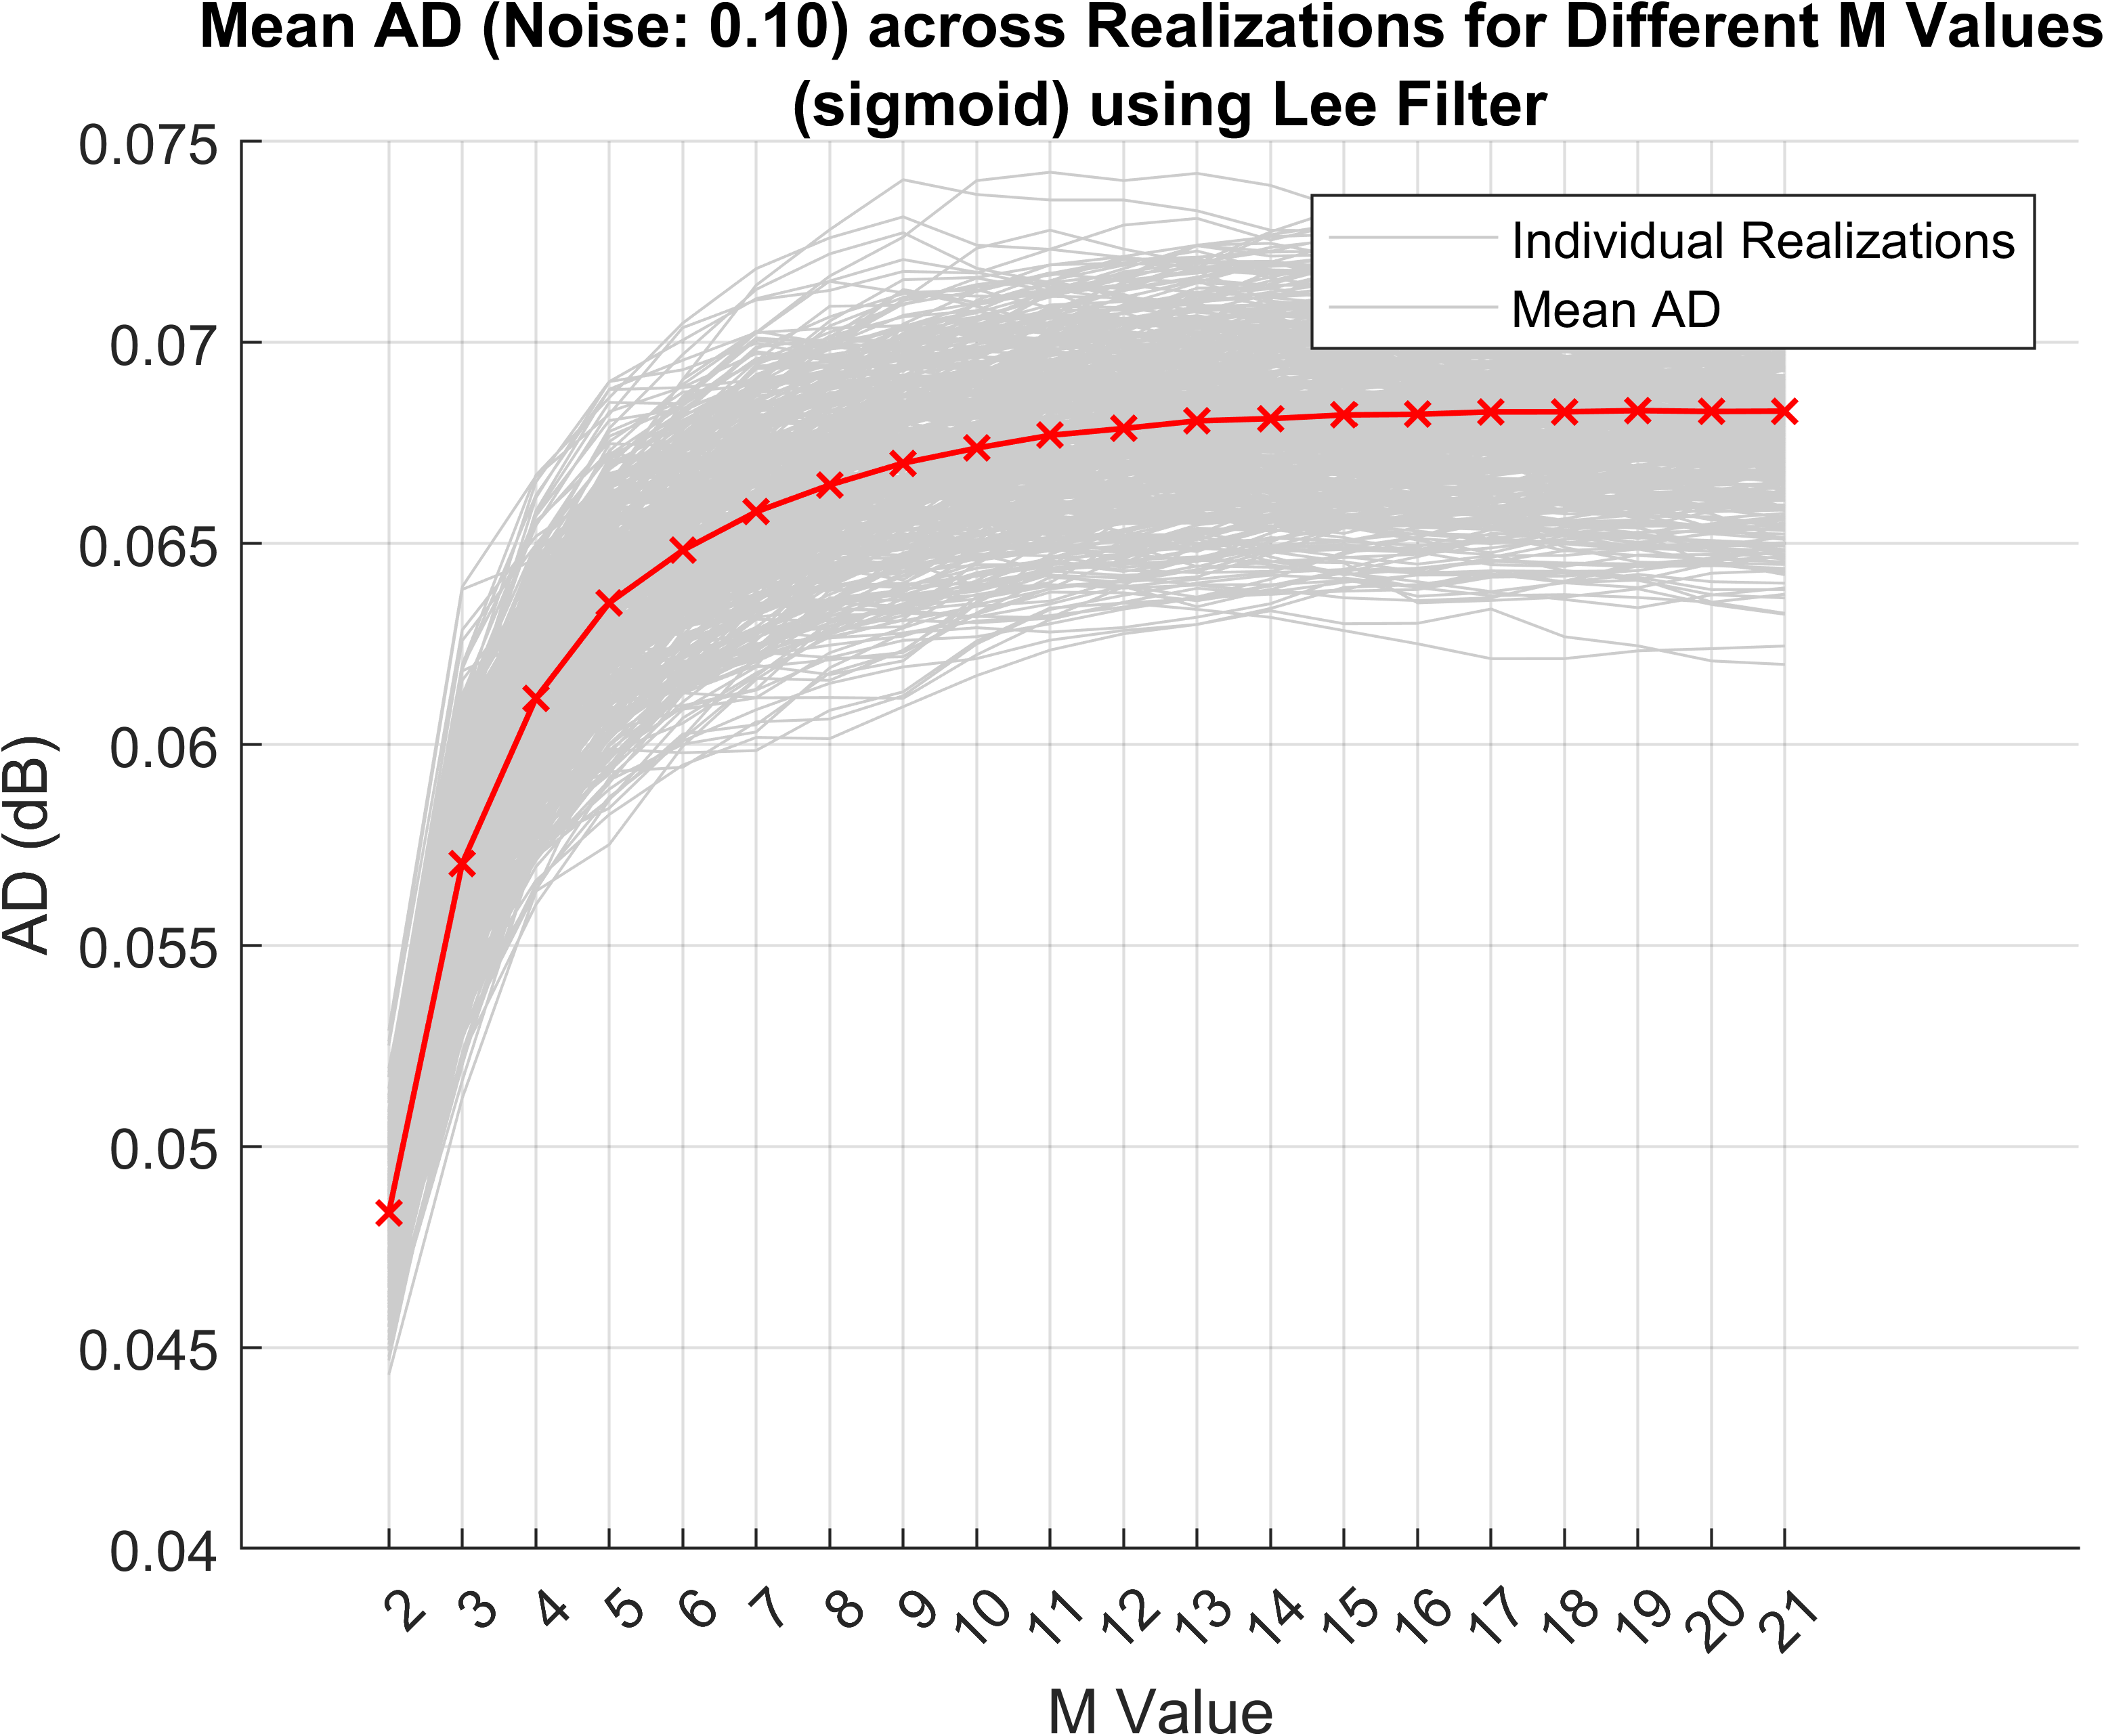 Mean AD (Noise: 0.10) across Realizations for Different M Values
(sigmoid) using Lee Filter
0.075
0.07
0.065
0.06
0.055
0.05
0.045
0.04
AD (dB)
Individual Realizations
Mean AD
2 3 4 5 6 7 8 9 10 11 12 13 14 15 16 17 18 19 20 21
M Value